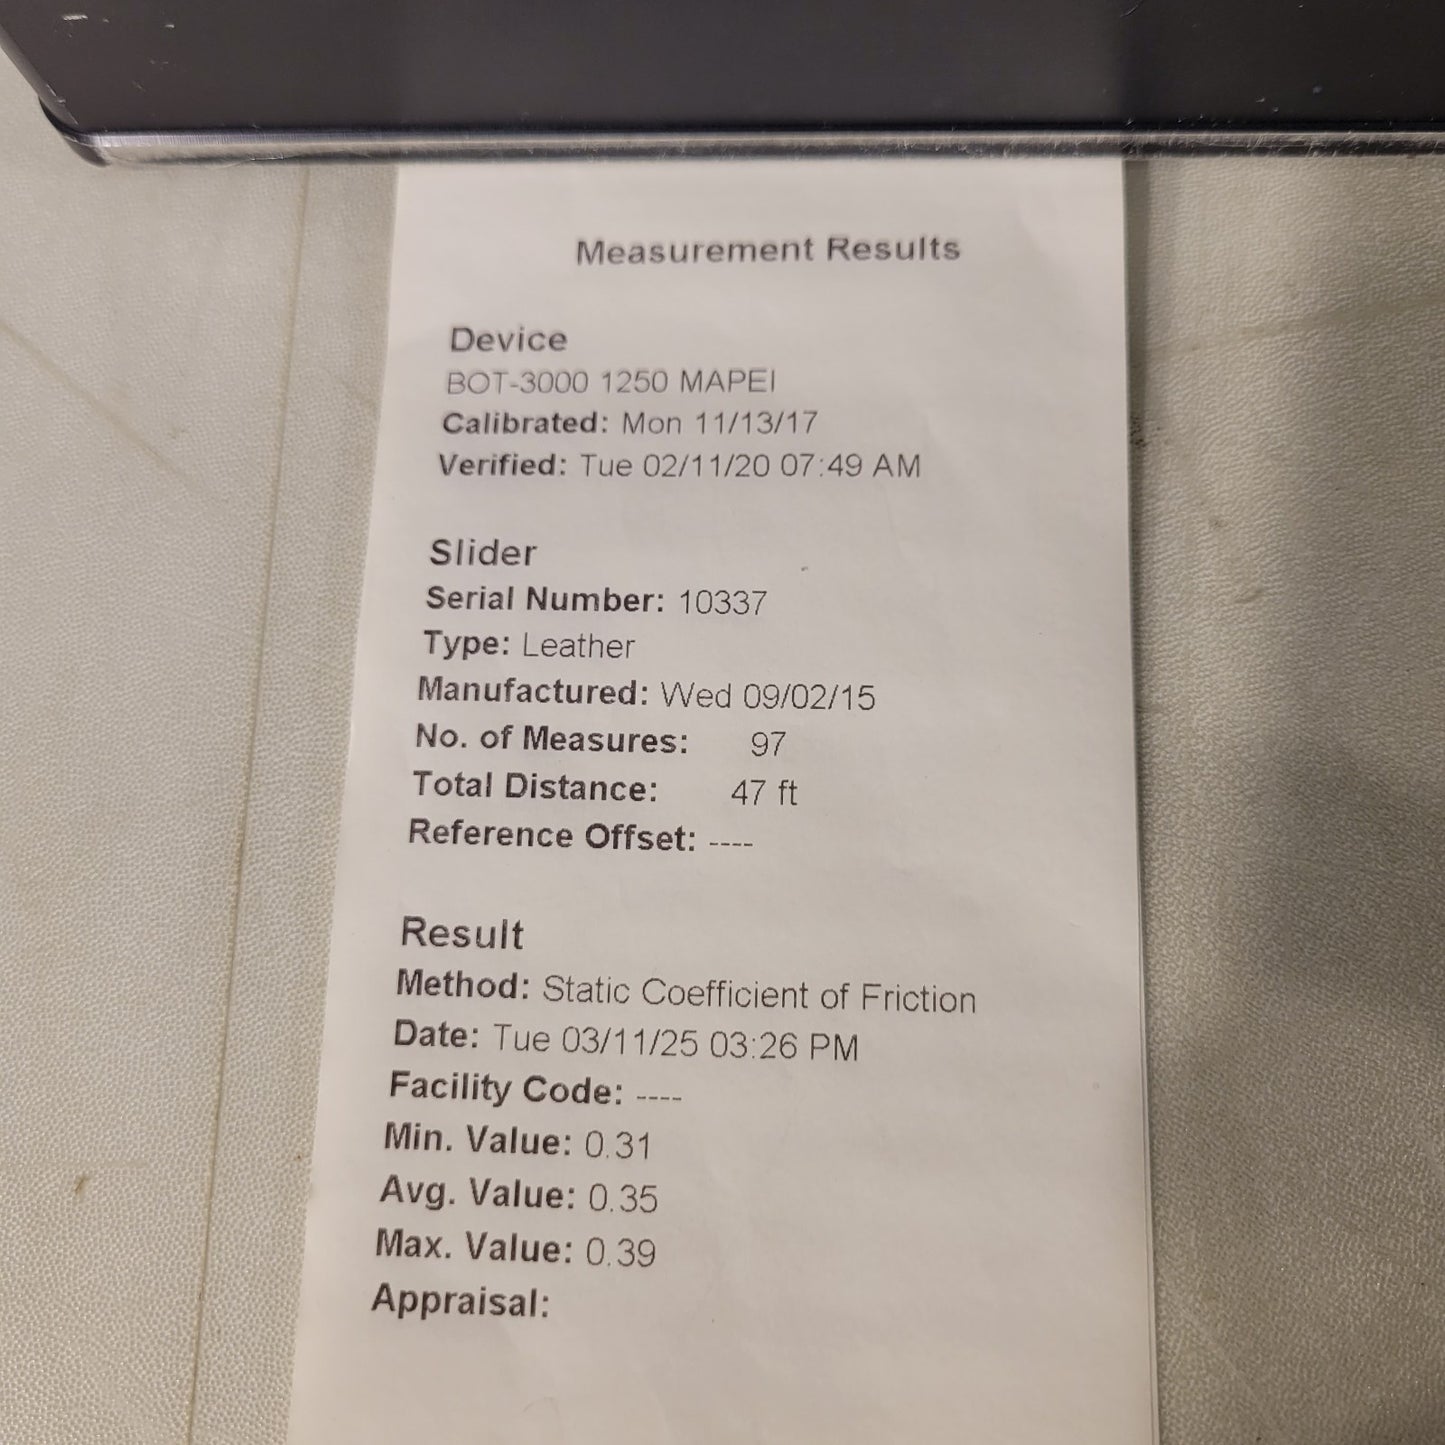 Measurement Results
Device
BOT-3000 1250 MAPEI
Calibrated: Mon 11/13/17
Verified: Tue 02/11/20 07:49 AM
Slider
Serial Number: 10337
Type: Leather
Manufactured: Wed 09/02/15
No. of Measures: 97
Total Distance: 47 ft
Reference Offset: ----
Result
Method: Static Coefficient of Friction
Date: Tue 03/11/25 03:26 PM
Facility Code: ----
Min. Value: 0.31
Avg. Value: 0.35
Max. Value: 0.39
Appraisal: